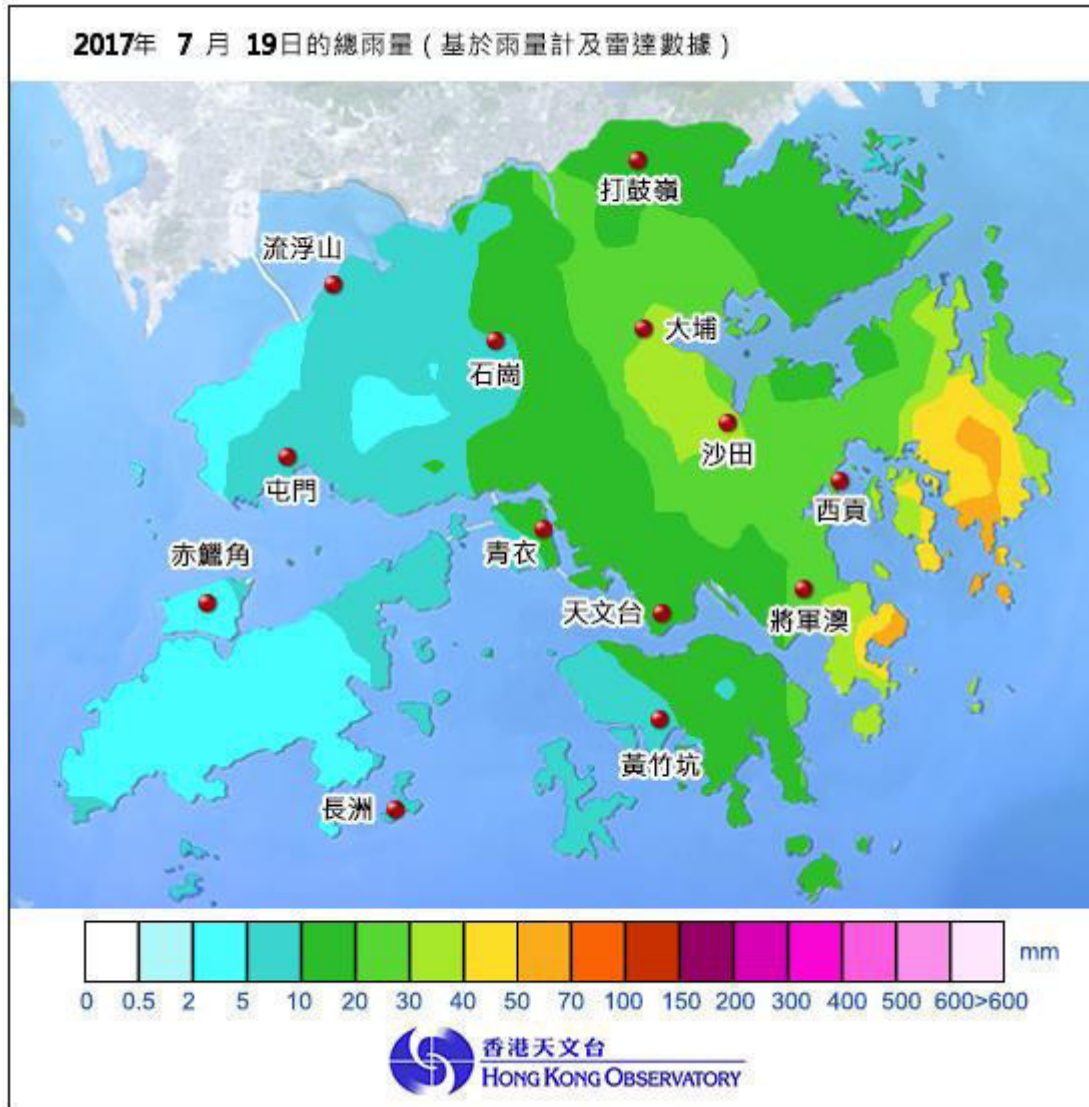 2017年 7 月 19日的總雨量 ( 基於雨量計及雷達數據 )
打鼓嶺
流浮山
大埔
石崗
沙田
屯門
西貢
青衣
赤鱲角
天文台
將軍澳
黃竹坑
長洲
mm
0 0.5 2 5 10 20 30 40 50 70 100 150 200 300 400 500 600>600
香港天文台
HONG KONG OBSERVATORY